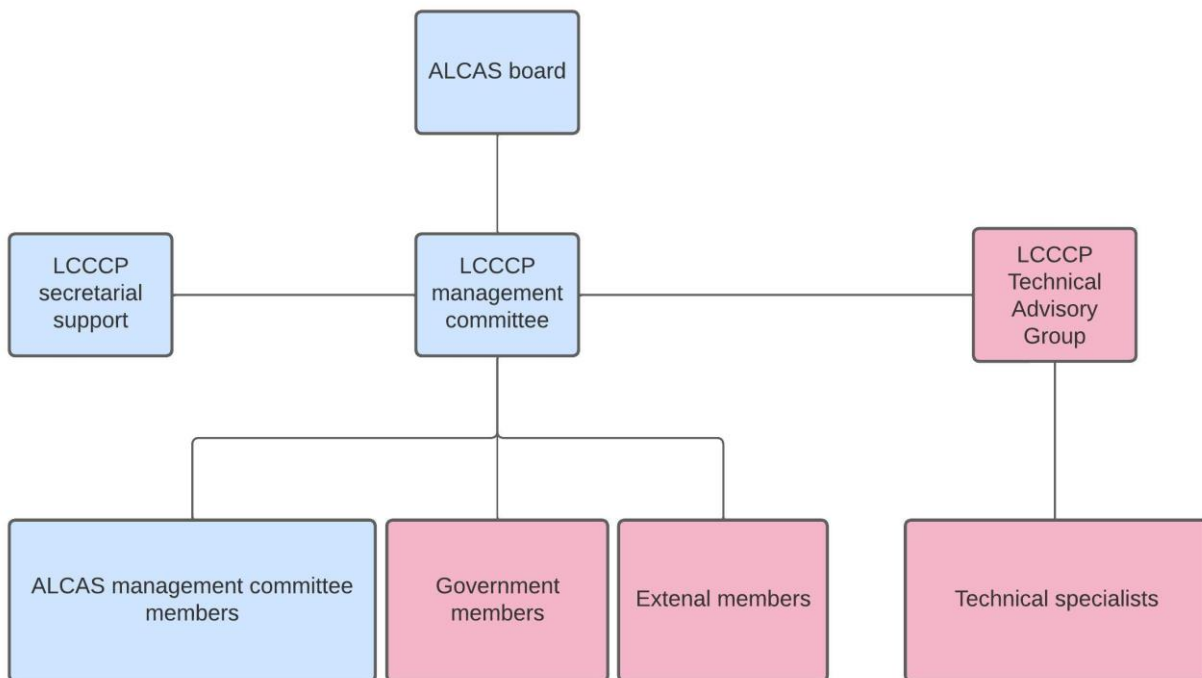 ALCAS board
LCCCP
secretarial
support
LCCCP
management
committee
LCCCP
Technical
Advisory
Group
ALCAS management committee
members
Government
members
Extenal members
Technical specialists